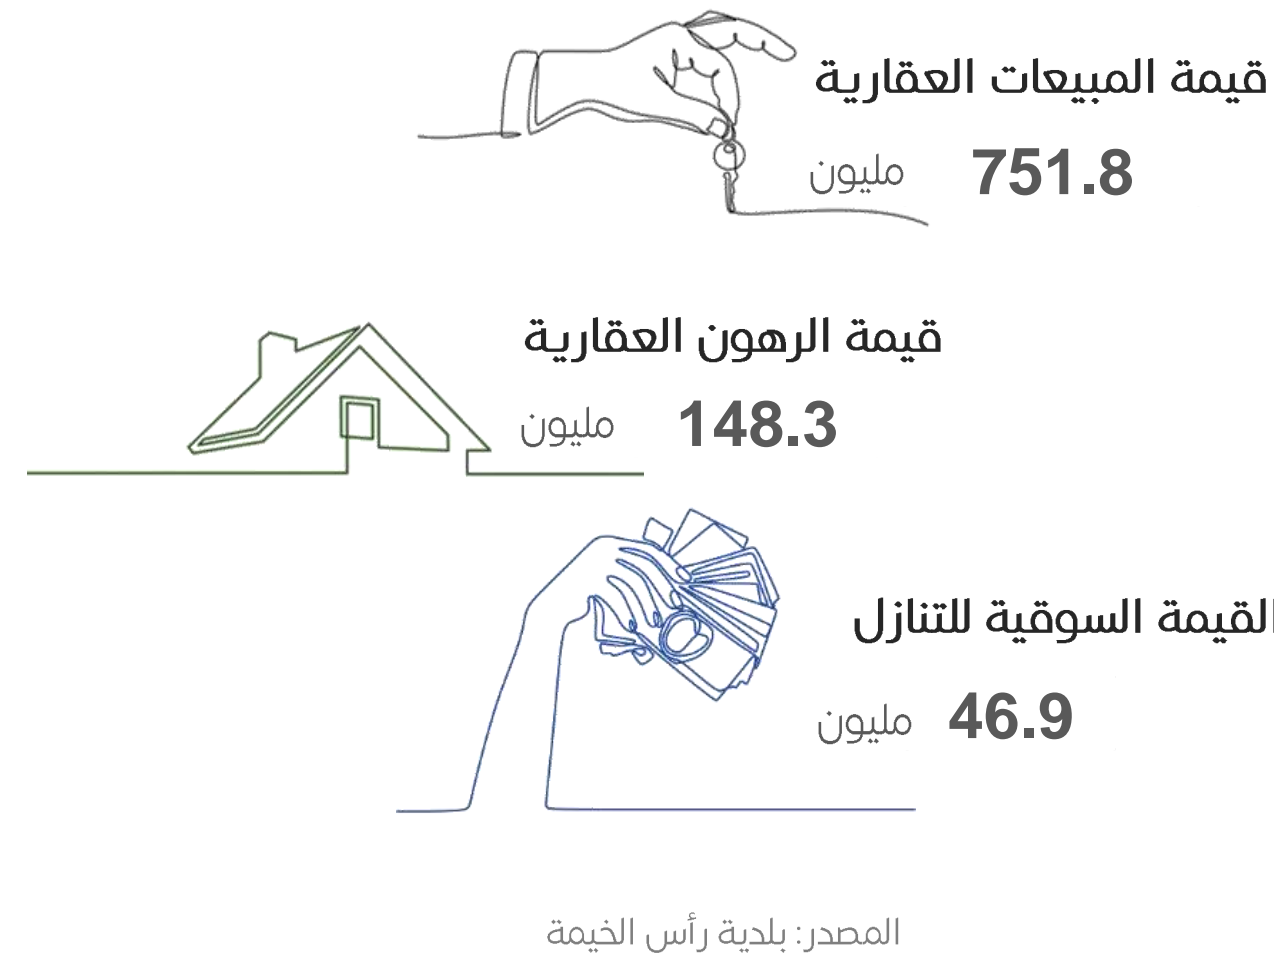 قيمة المبيعات العقارية
751.8 مليون
قيمة الرهون العقارية
148.3 مليون
القيمة السوقية للتنازل
46.9 مليون
المصدر: بلدية رأس الخيمة